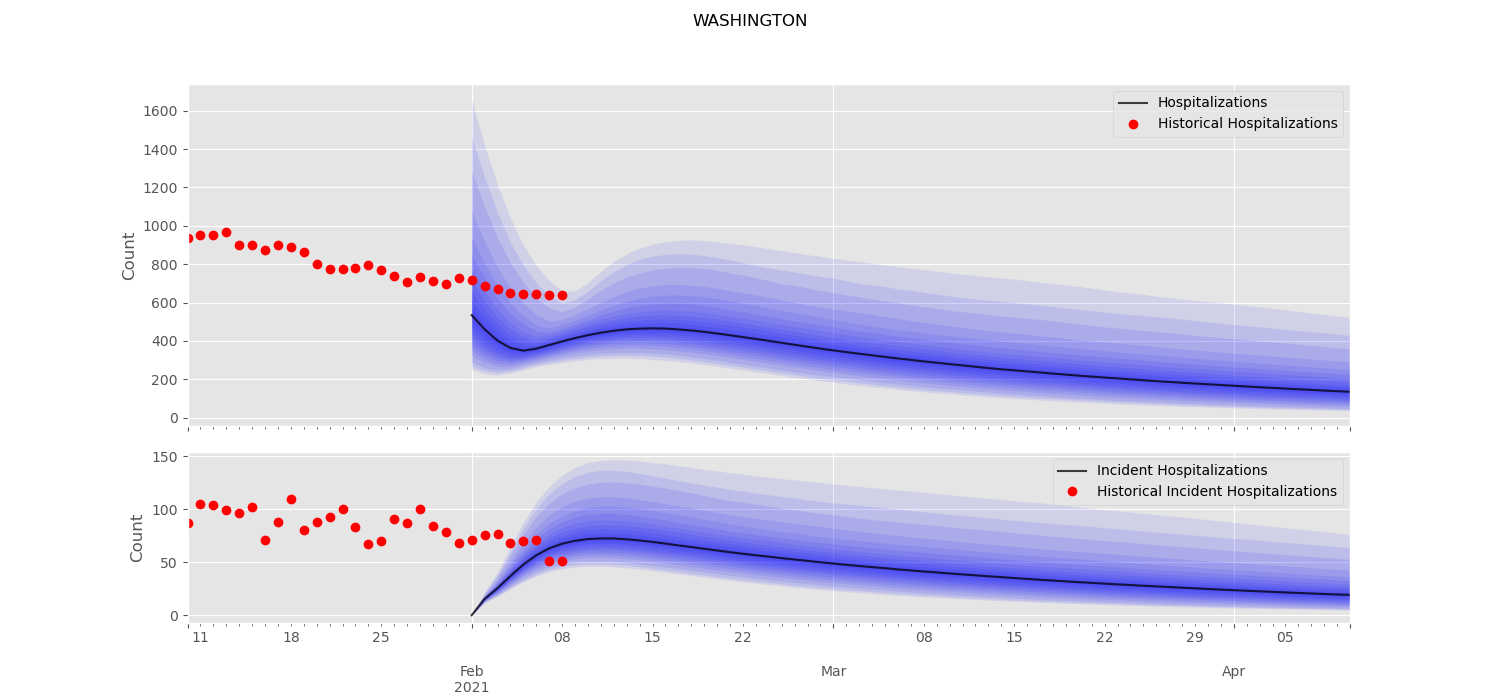 WASHINGTON
Count
1600
1400
1200
1000
800
600
400
200
0
Hospitalizations
Historical Hospitalizations
Count
150
100
50
0
Incident Hospitalizations
Historical Incident Hospitalizations
11 18 25 08 15 22 08 15 22 29 05
Feb Mar Apr
2021